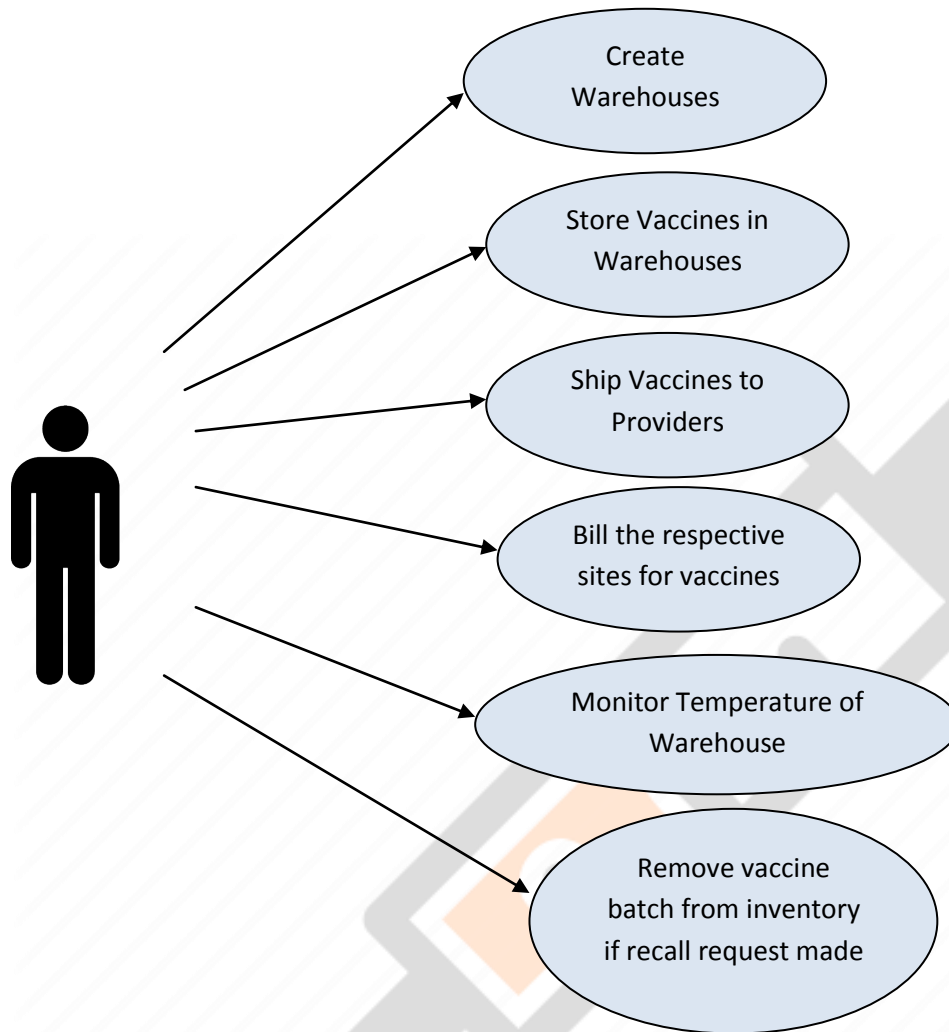 Create
Warehouses
Store Vaccines in
Warehouses
Ship Vaccines to
Providers
Bill the respective
sites for vaccines
Monitor Temperature of
Warehouse
Remove vaccine
batch from inventory
if recall request made